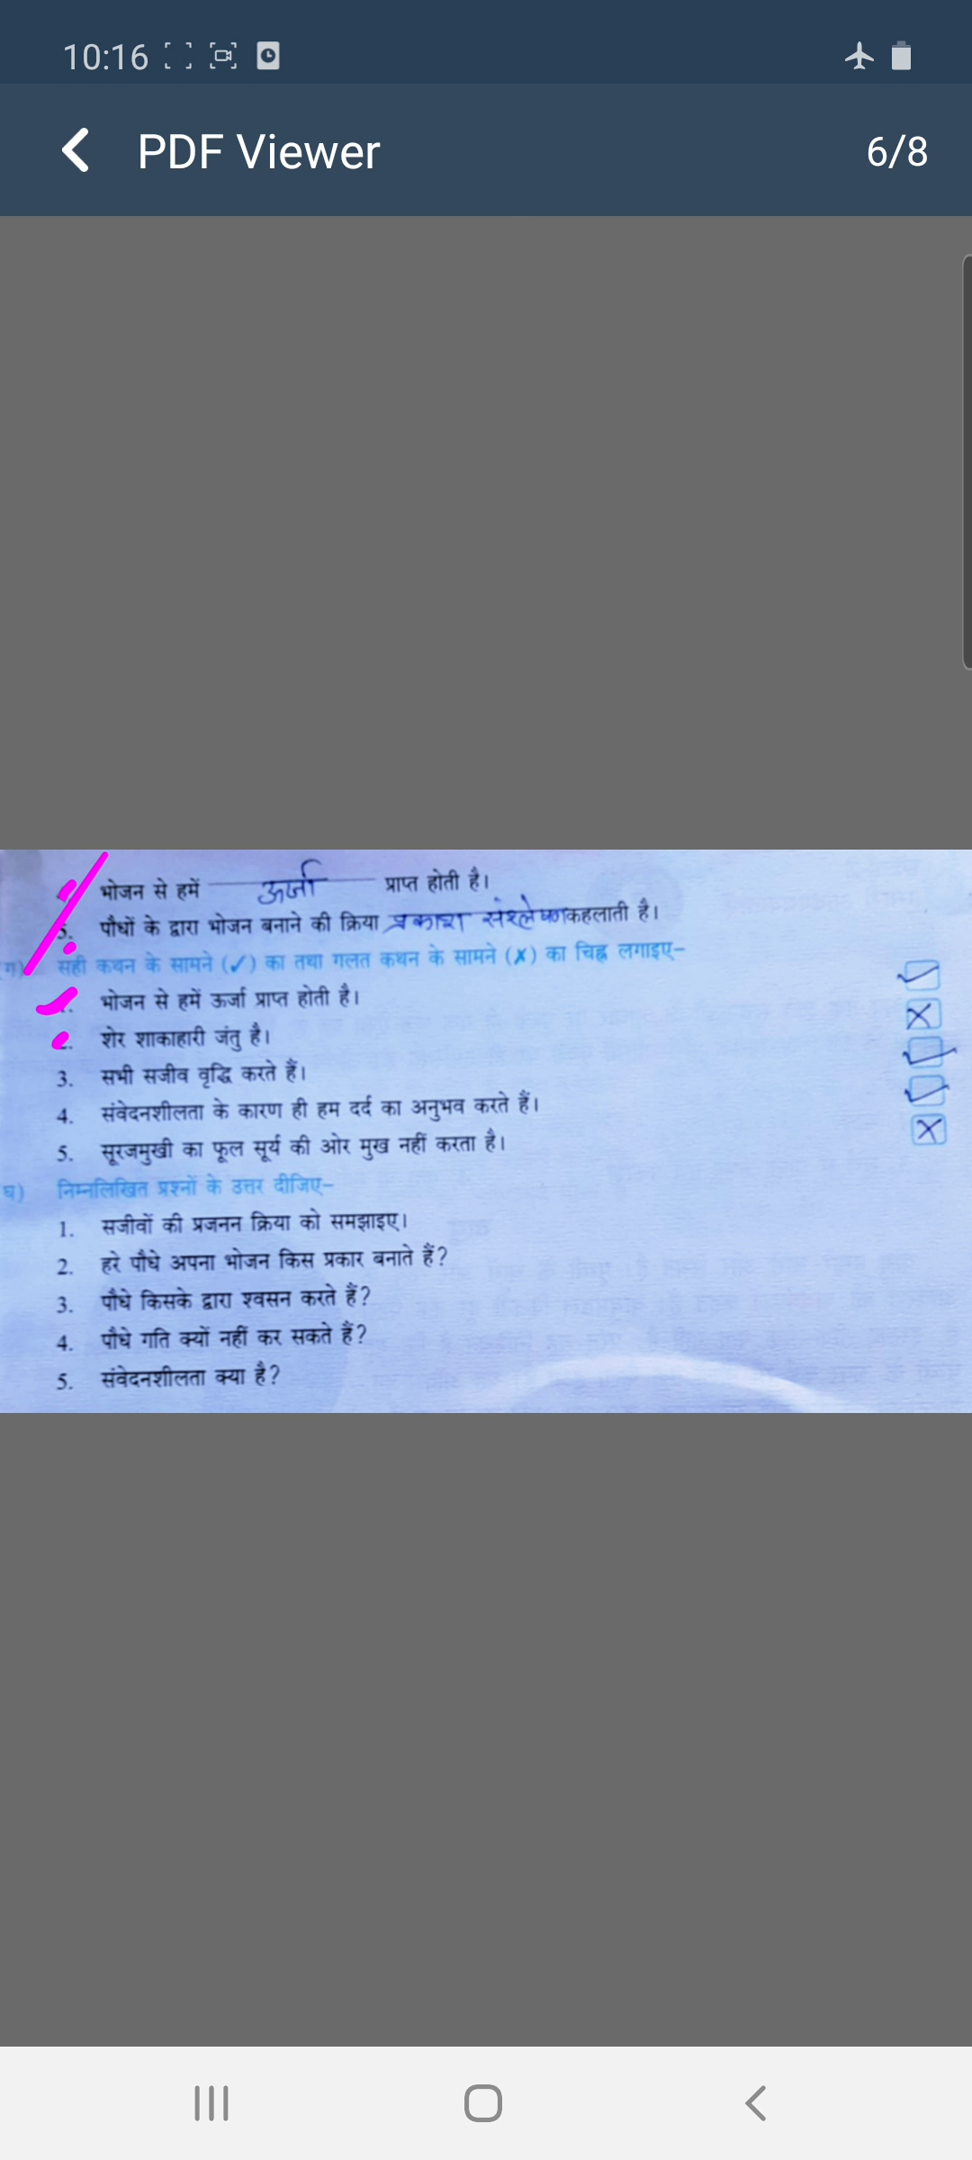 10:16
PDF Viewer
6/8
भोजन से हमें ऊर्जा प्राप्त होती है।
5. पौधों के द्वारा भोजन बनाने की क्रिया प्रकाश संश्लेषण कहलाती है।
ग) सही कथन के सामने (✓) का तथा गलत कथन के सामने (✗) का चिह्न लगाइए–
1. भोजन से हमें ऊर्जा प्राप्त होती है। ✓
2. शेर शाकाहारी जंतु है। X
3. सभी सजीव वृद्धि करते हैं। ✓
4. संवेदनशीलता के कारण ही हम दर्द का अनुभव करते हैं। ✓
5. सूरजमुखी का फूल सूर्य की ओर मुख नहीं करता है। X
घ) निम्नलिखित प्रश्नों के उत्तर दीजिए–
1. सजीवों की प्रजनन क्रिया को समझाइए।
2. हरे पौधे अपना भोजन किस प्रकार बनाते हैं?
3. पौधे किसके द्वारा श्वसन करते हैं?
4. पौधे गति क्यों नहीं कर सकते हैं?
5. संवेदनशीलता क्या है?